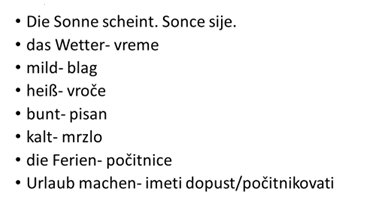 • Die Sonne scheint. Sonce sije.
• das Wetter- vreme
• mild- blag
• heiß- vroče
• bunt- pisan
• kalt- mrzlo
• die Ferien- počitnice
• Urlaub machen- imeti dopust/počitnikovati